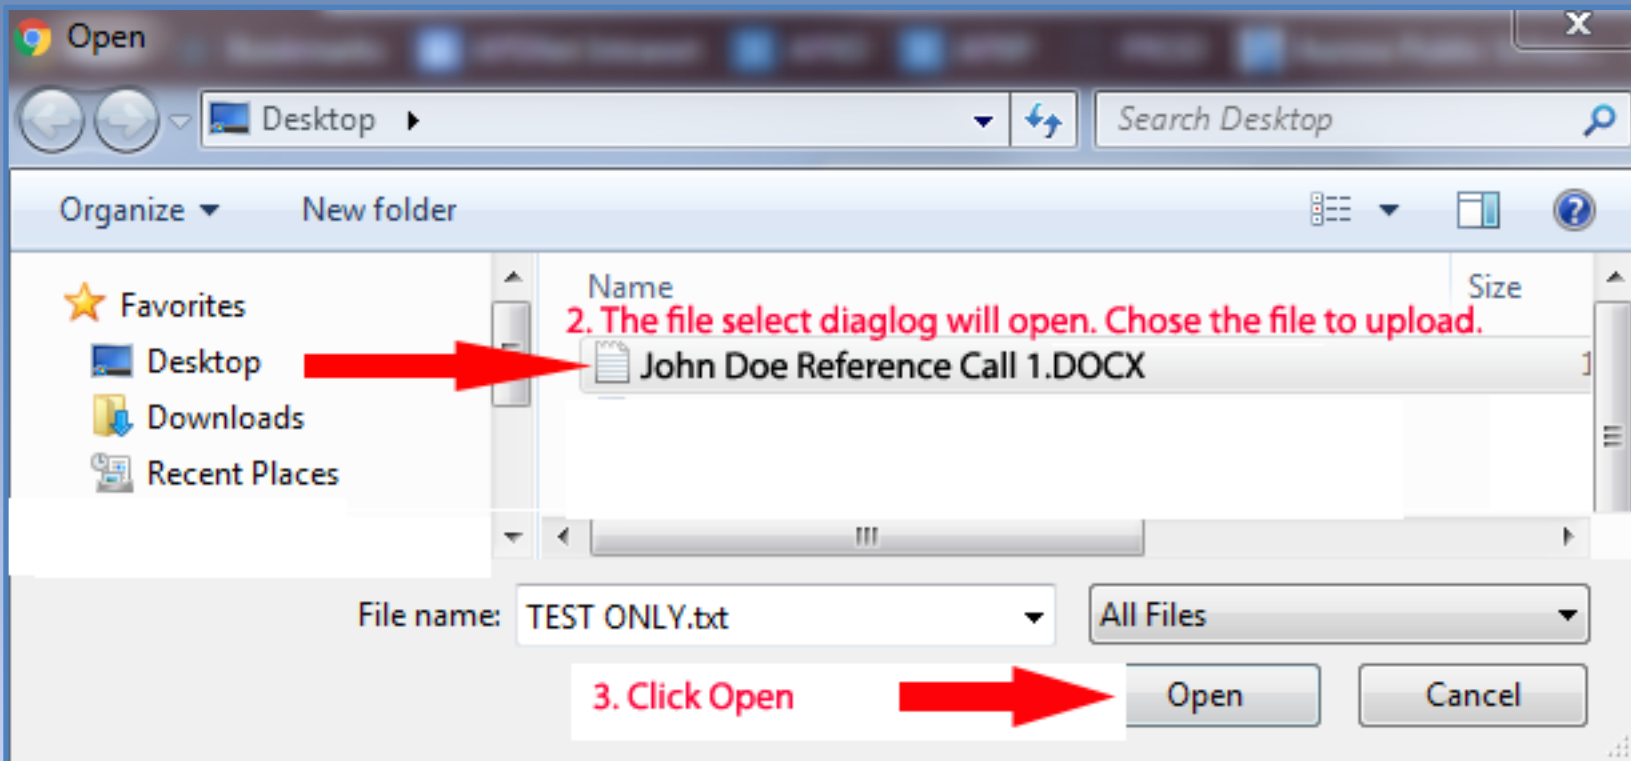 Open
X
Desktop
Search Desktop
Organize
New folder
Name
Size
Favorites
2. The file select diaglog will open. Chose the file to upload.
Desktop
John Doe Reference Call 1.DOCX
1
Downloads
Recent Places
File name: TEST ONLY.txt
All Files
3. Click Open
Open
Cancel